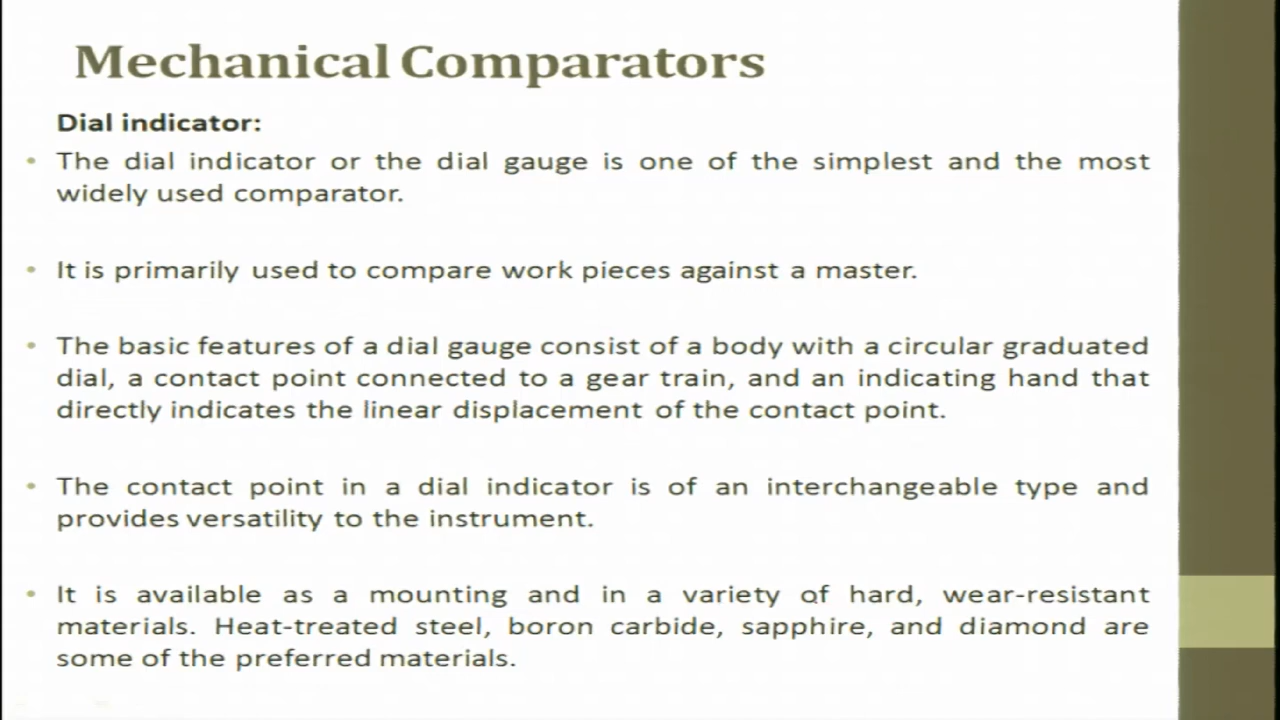 Mechanical Comparators
Dial indicator:
• The dial indicator or the dial gauge is one of the simplest and the most
widely used comparator.
• It is primarily used to compare work pieces against a master.
• The basic features of a dial gauge consist of a body with a circular graduated
dial, a contact point connected to a gear train, and an indicating hand that
directly indicates the linear displacement of the contact point.
• The contact point in a dial indicator is of an interchangeable type and
provides versatility to the instrument.
• It is available as a mounting and in a variety of hard, wear-resistant
materials. Heat-treated steel, boron carbide, sapphire, and diamond are
some of the preferred materials.